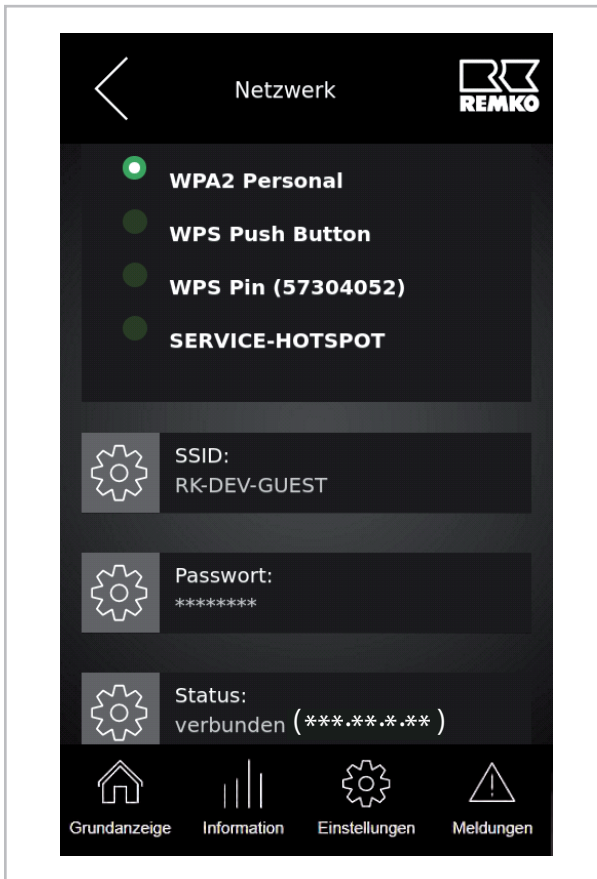 Netzwerk
REMKO
WPA2 Personal
WPS Push Button
WPS Pin (57304052)
SERVICE-HOTSPOT
SSID:
RK-DEV-GUEST
Passwort:
********
Status:
verbunden (***.**.*.**)
Grundanzeige Information Einstellungen Meldungen